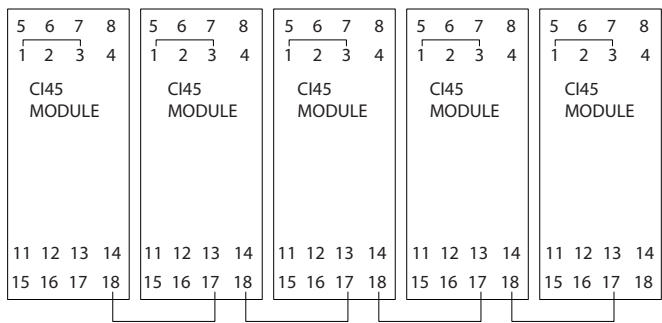 5 6 7 8 5 6 7 8 5 6 7 8 5 6 7 8 5 6 7 8
1 2 3 4 1 2 3 4 1 2 3 4 1 2 3 4 1 2 3 4
CI45 CI45 CI45 CI45 CI45
MODULE MODULE MODULE MODULE MODULE
11 12 13 14 11 12 13 14 11 12 13 14 11 12 13 14 11 12 13 14
15 16 17 18 15 16 17 18 15 16 17 18 15 16 17 18 15 16 17 18